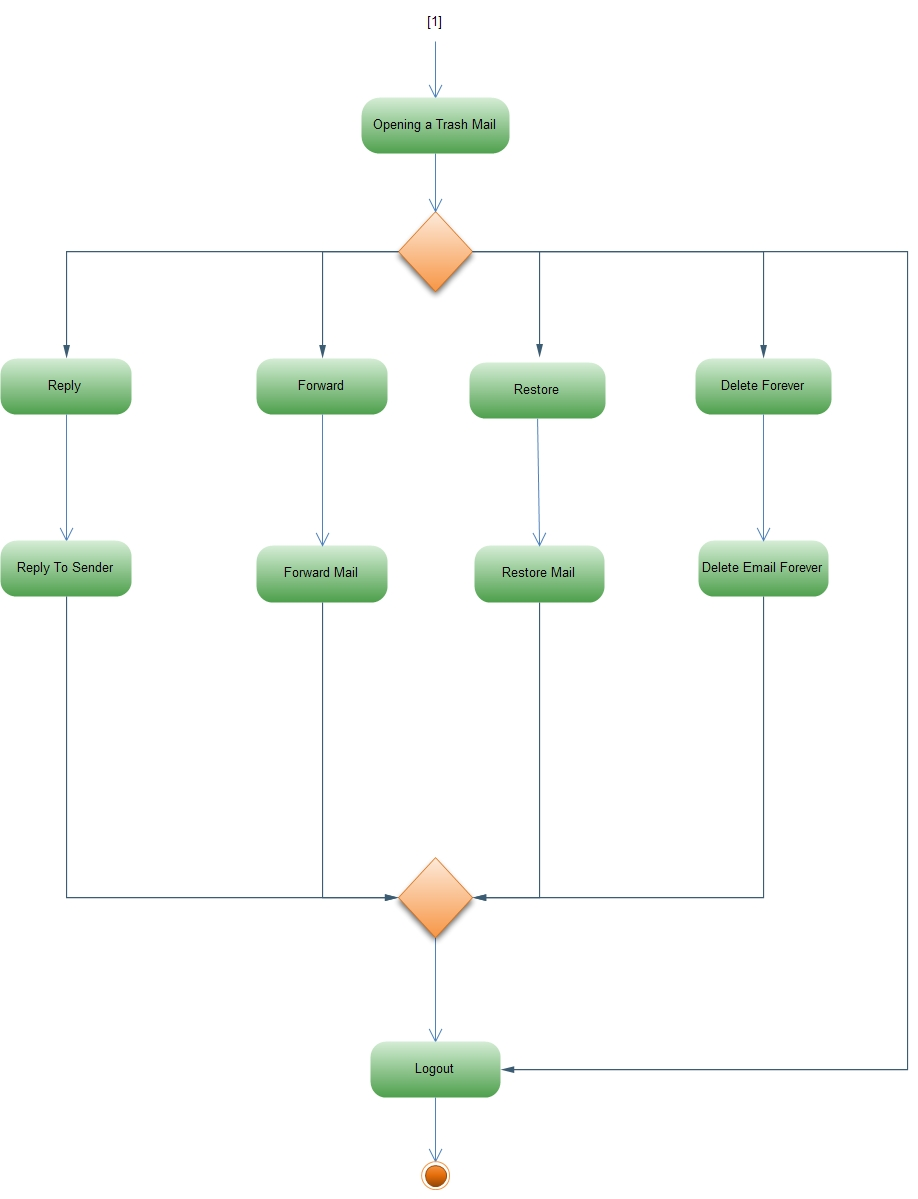 [1]
Opening a Trash Mail
Reply
Forward
Restore
Delete Forever
Reply To Sender
Forward Mail
Restore Mail
Delete Email Forever
Logout